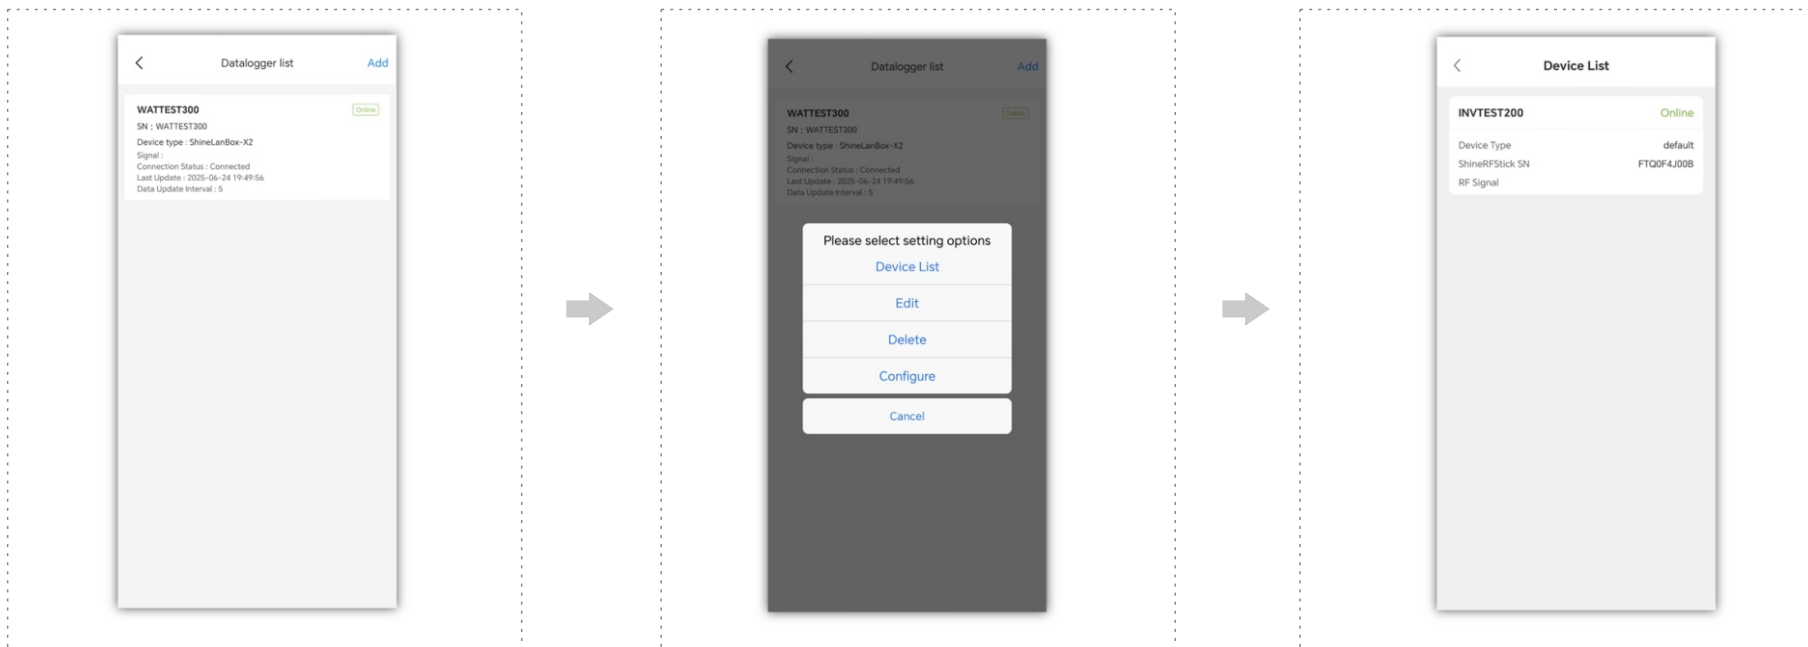 Datalogger list
Add
WATTEST300
Online
SN : WATTEST300
Device type : ShineLanBox-X2
Signal :
Connection Status : Connected
Last Update : 2025-06-24 19:49:56
Data Update Interval : 5
Datalogger list
Add
WATTEST300
Online
SN : WATTEST300
Device type : ShineLanBox-X2
Signal :
Connection Status : Connected
Last Update : 2025-06-24 19:49:56
Data Update Interval : 5
Please select setting options
Device List
Edit
Delete
Configure
Cancel
Device List
INVTEST200
Online
Device Type default
ShineRFStick SN FTQ0F4J00B
RF Signal